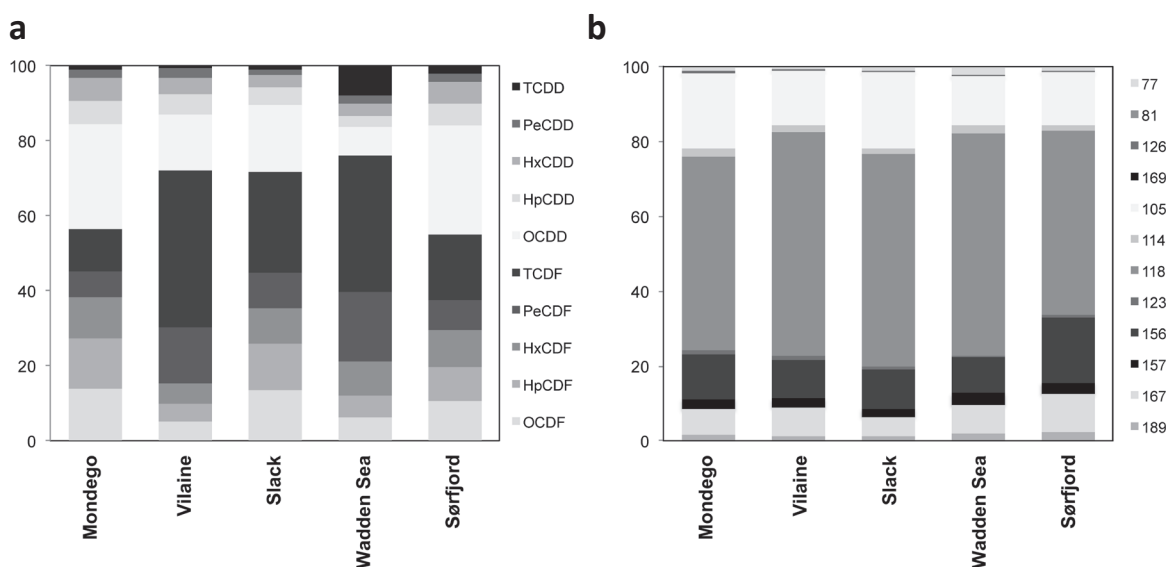 a
100
80
60
40
20
0
Mondego
Vilaine
Slack
Wadden Sea
Sørfjord
TCDD
PeCDD
HxCDD
HpCDD
OCDD
TCDF
PeCDF
HxCDF
HpCDF
OCDF
b
100
80
60
40
20
0
Mondego
Vilaine
Slack
Wadden Sea
Sørfjord
77
81
126
169
105
114
118
123
156
157
167
189